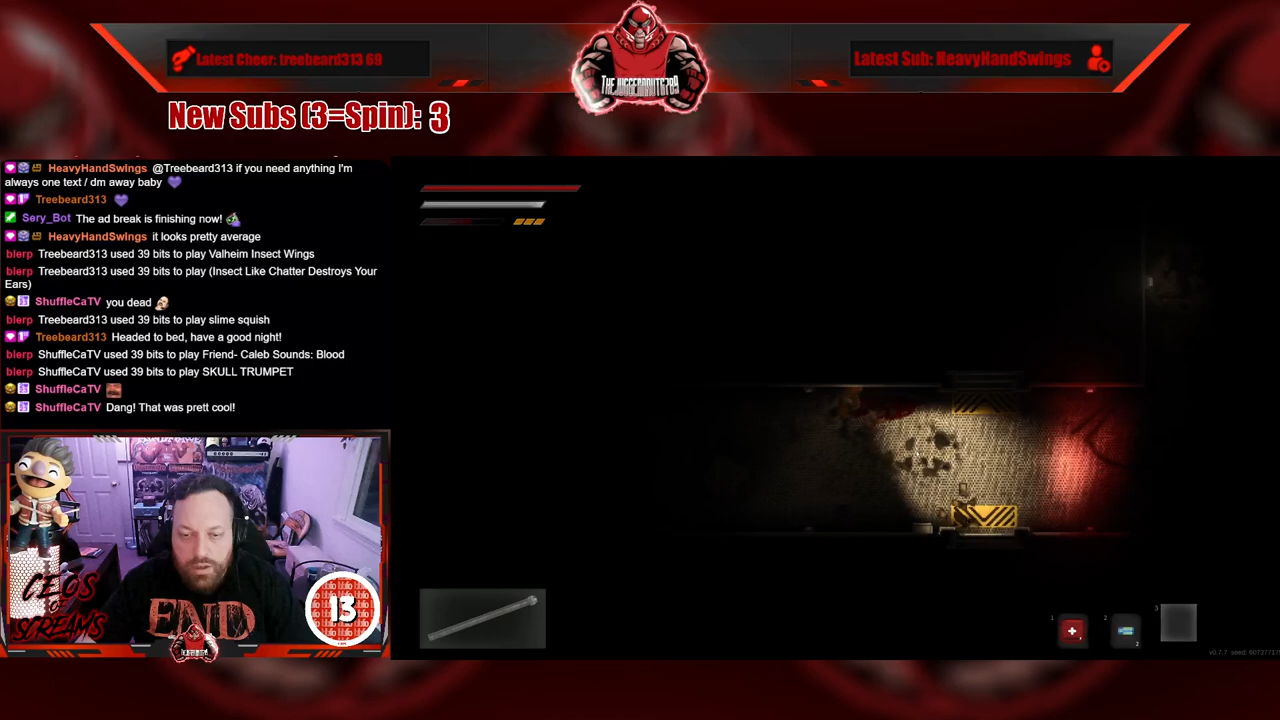 Latest Cheer: treebeard313 69
THEJUGGERNAUT6789
Latest Sub: HeavyHandSwings
New Subs (3=Spin): 3
HeavyHandSwings @Treebeard313 if you need anything I'm
always one text / dm away baby
Treebeard313
Sery_Bot The ad break is finishing now!
HeavyHandSwings it looks pretty average
blerp Treebeard313 used 39 bits to play Valheim Insect Wings
blerp Treebeard313 used 39 bits to play (Insect Like Chatter Destroys Your
Ears)
ShuffleCaTV you dead
blerp Treebeard313 used 39 bits to play slime squish
Treebeard313 Headed to bed, have a good night!
blerp ShuffleCaTV used 39 bits to play Friend- Caleb Sounds: Blood
blerp ShuffleCaTV used 39 bits to play SKULL TRUMPET
ShuffleCaTV
ShuffleCaTV Dang! That was prett cool!
CEOS
OF
SCREAMS
END
13
1
2
3
2